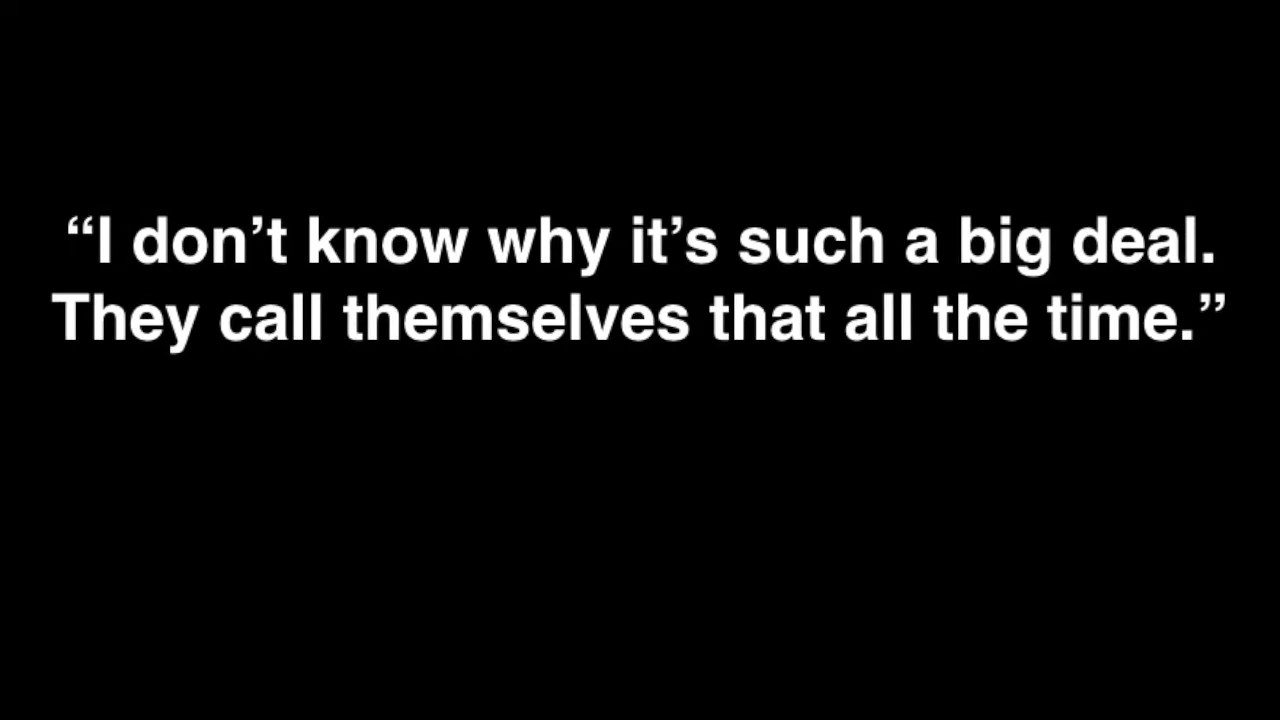 “I don’t know why it’s such a big deal.
They call themselves that all the time.”